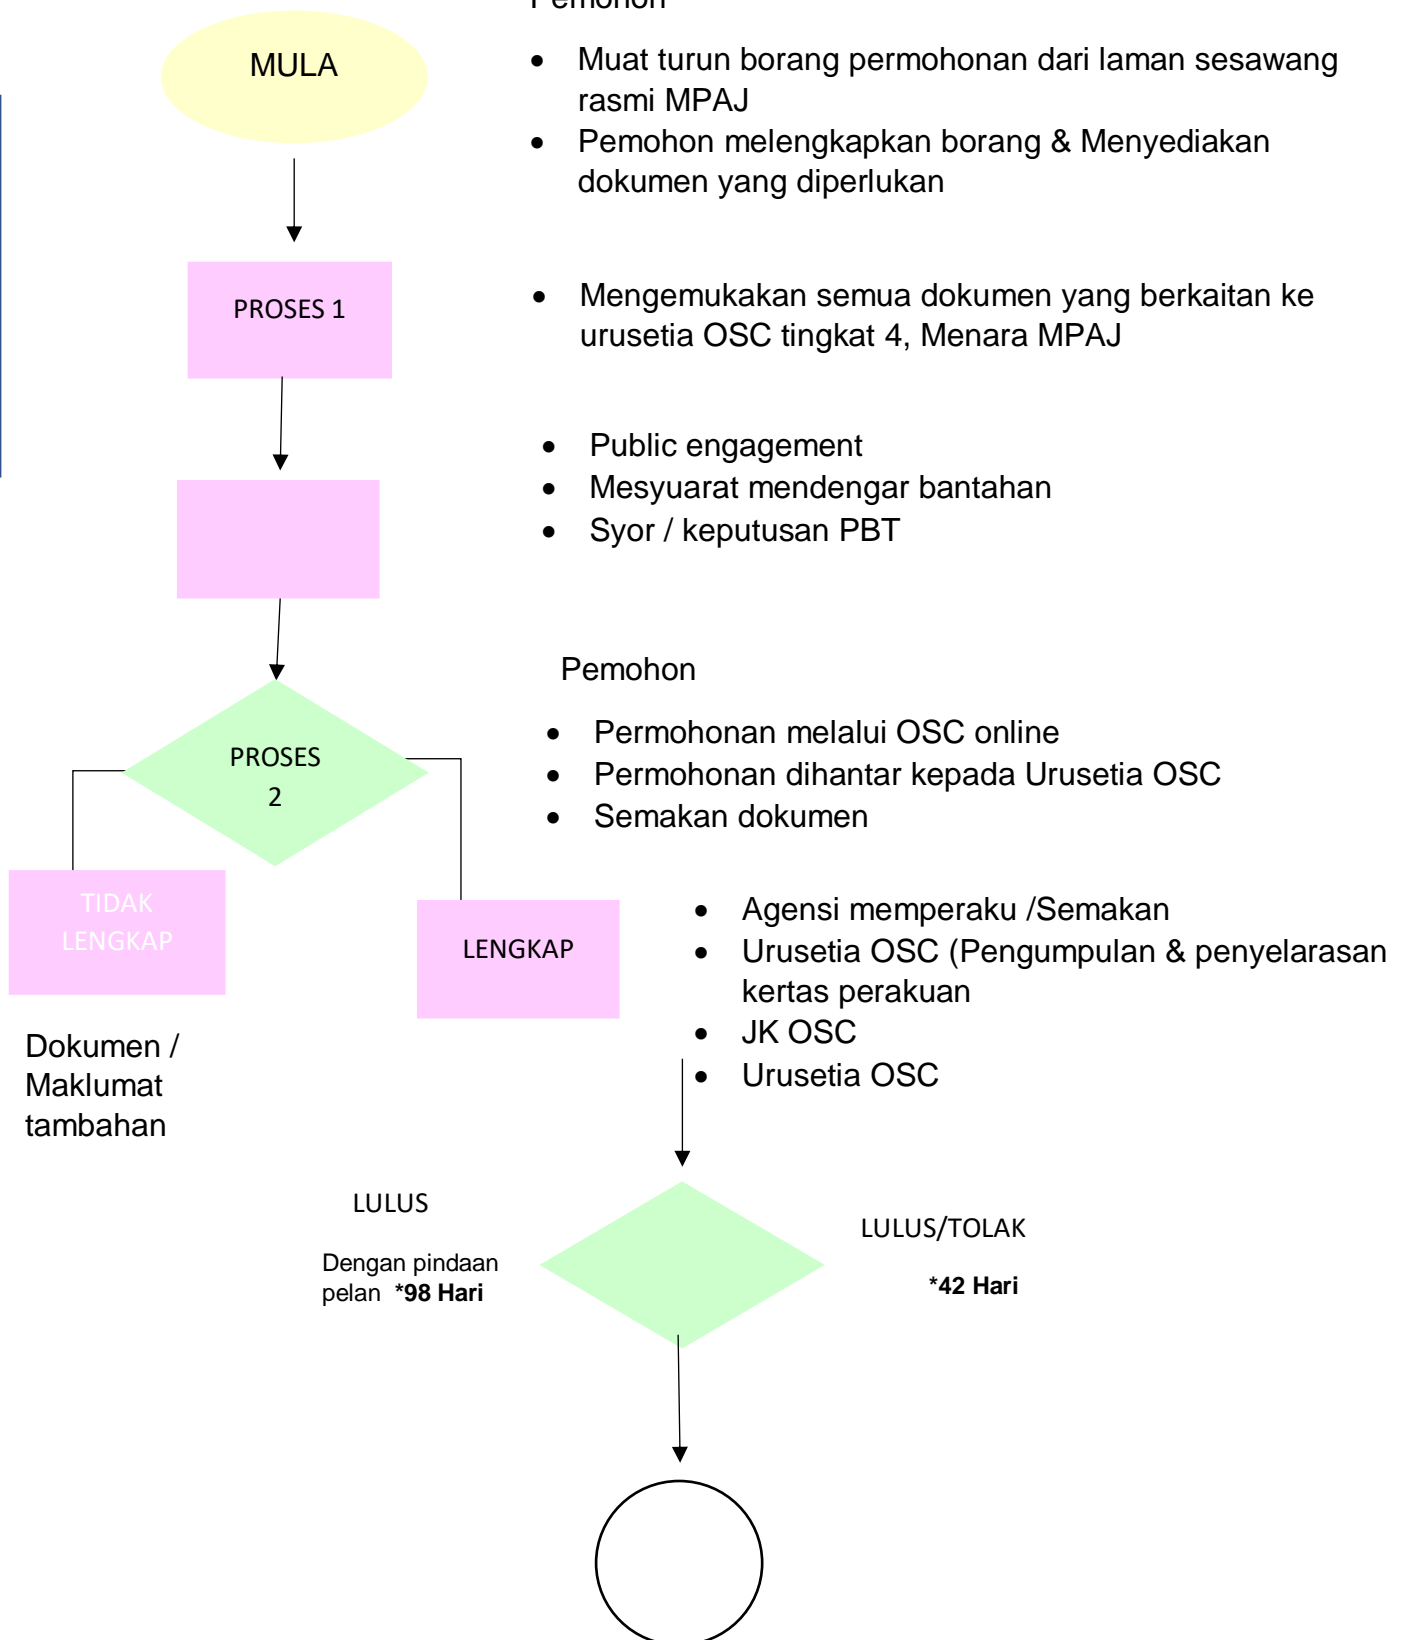 Pemohon
MULA
• Muat turun borang permohonan dari laman sesawang
rasmi MPAJ
• Pemohon melengkapkan borang & Menyediakan
dokumen yang diperlukan
PROSES 1
• Mengemukakan semua dokumen yang berkaitan ke
urusetia OSC tingkat 4, Menara MPAJ
• Public engagement
• Mesyuarat mendengar bantahan
• Syor / keputusan PBT
Pemohon
PROSES
2
• Permohonan melalui OSC online
• Permohonan dihantar kepada Urusetia OSC
• Semakan dokumen
TIDAK
LENGKAP
LENGKAP
• Agensi memperaku /Semakan
• Urusetia OSC (Pengumpulan & penyelarasan
kertas perakuan
• JK OSC
• Urusetia OSC
Dokumen /
Maklumat
tambahan
LULUS
Dengan pindaan
pelan *98 Hari
LULUS/TOLAK
*42 Hari